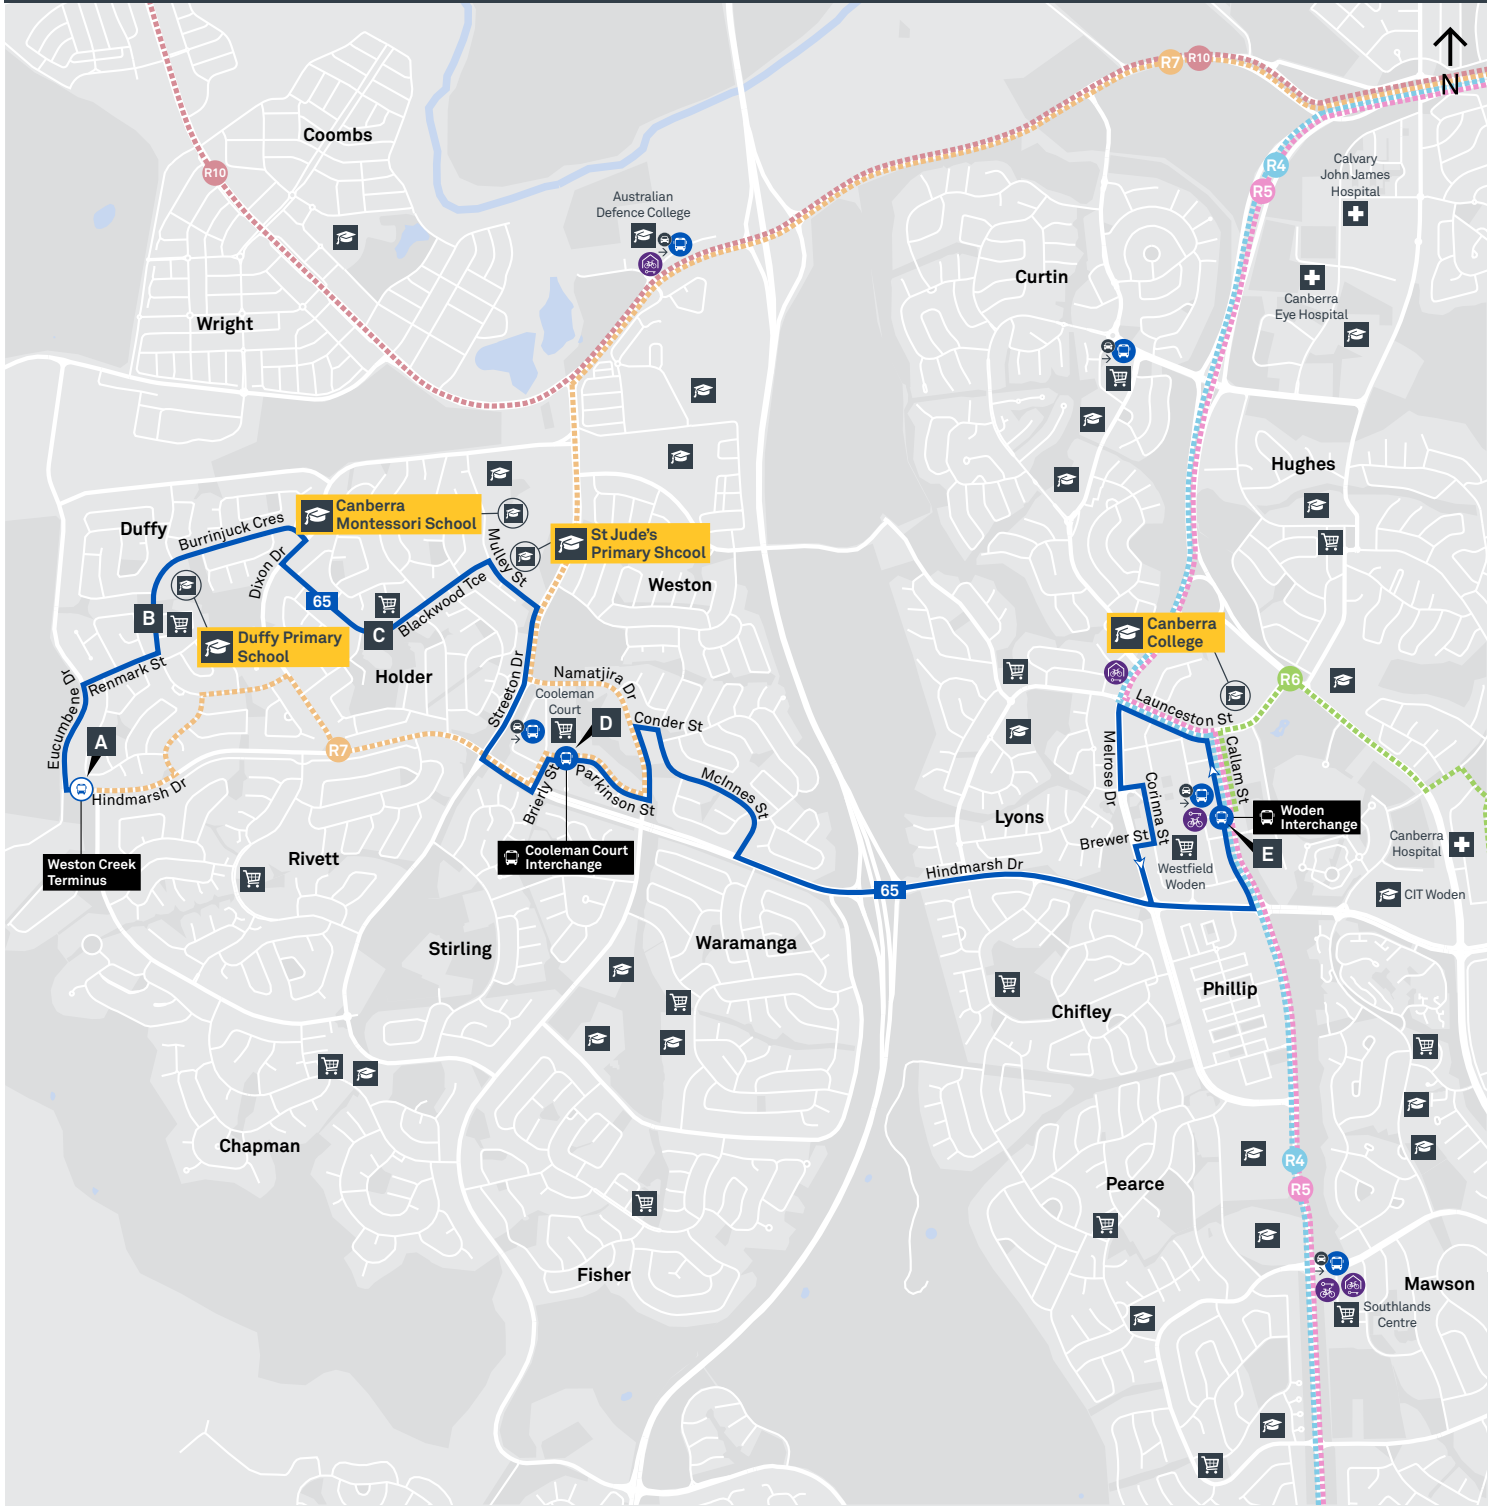 N
R7
R10
Coombs
R4
R5
Calvary
John James
Hospital
R10
Australian
Defence College
Curtin
Canberra
Eye Hospital
Wright
Hughes
Canberra
Montessori School
Duffy
Burrinjuck Cres
Mulley St
St Jude's
Primary Shcool
Weston
Dixon Dr
65
Blackwood Tce
B
C
Duffy Primary
School
Canberra
College
Renmark St
Eucumbene Dr
Holder
Streeton Dr
Namatjira Dr
Cooleman
Court
D
Conder St
R6
Launceston St
A
R7
Hindmarsh Dr
Brierly St
Parkinson St
McInnes St
Melrose Dr
Corinna St
Callam St
Lyons
Woden
Interchange
Brewer St
E
Canberra
Hospital
Westfield
Woden
Weston Creek
Terminus
Rivett
Cooleman Court
Interchange
65
Hindmarsh Dr
CIT Woden
Stirling
Waramanga
Phillip
Chifley
Chapman
R4
R5
Pearce
Fisher
Mawson
Southlands
Centre